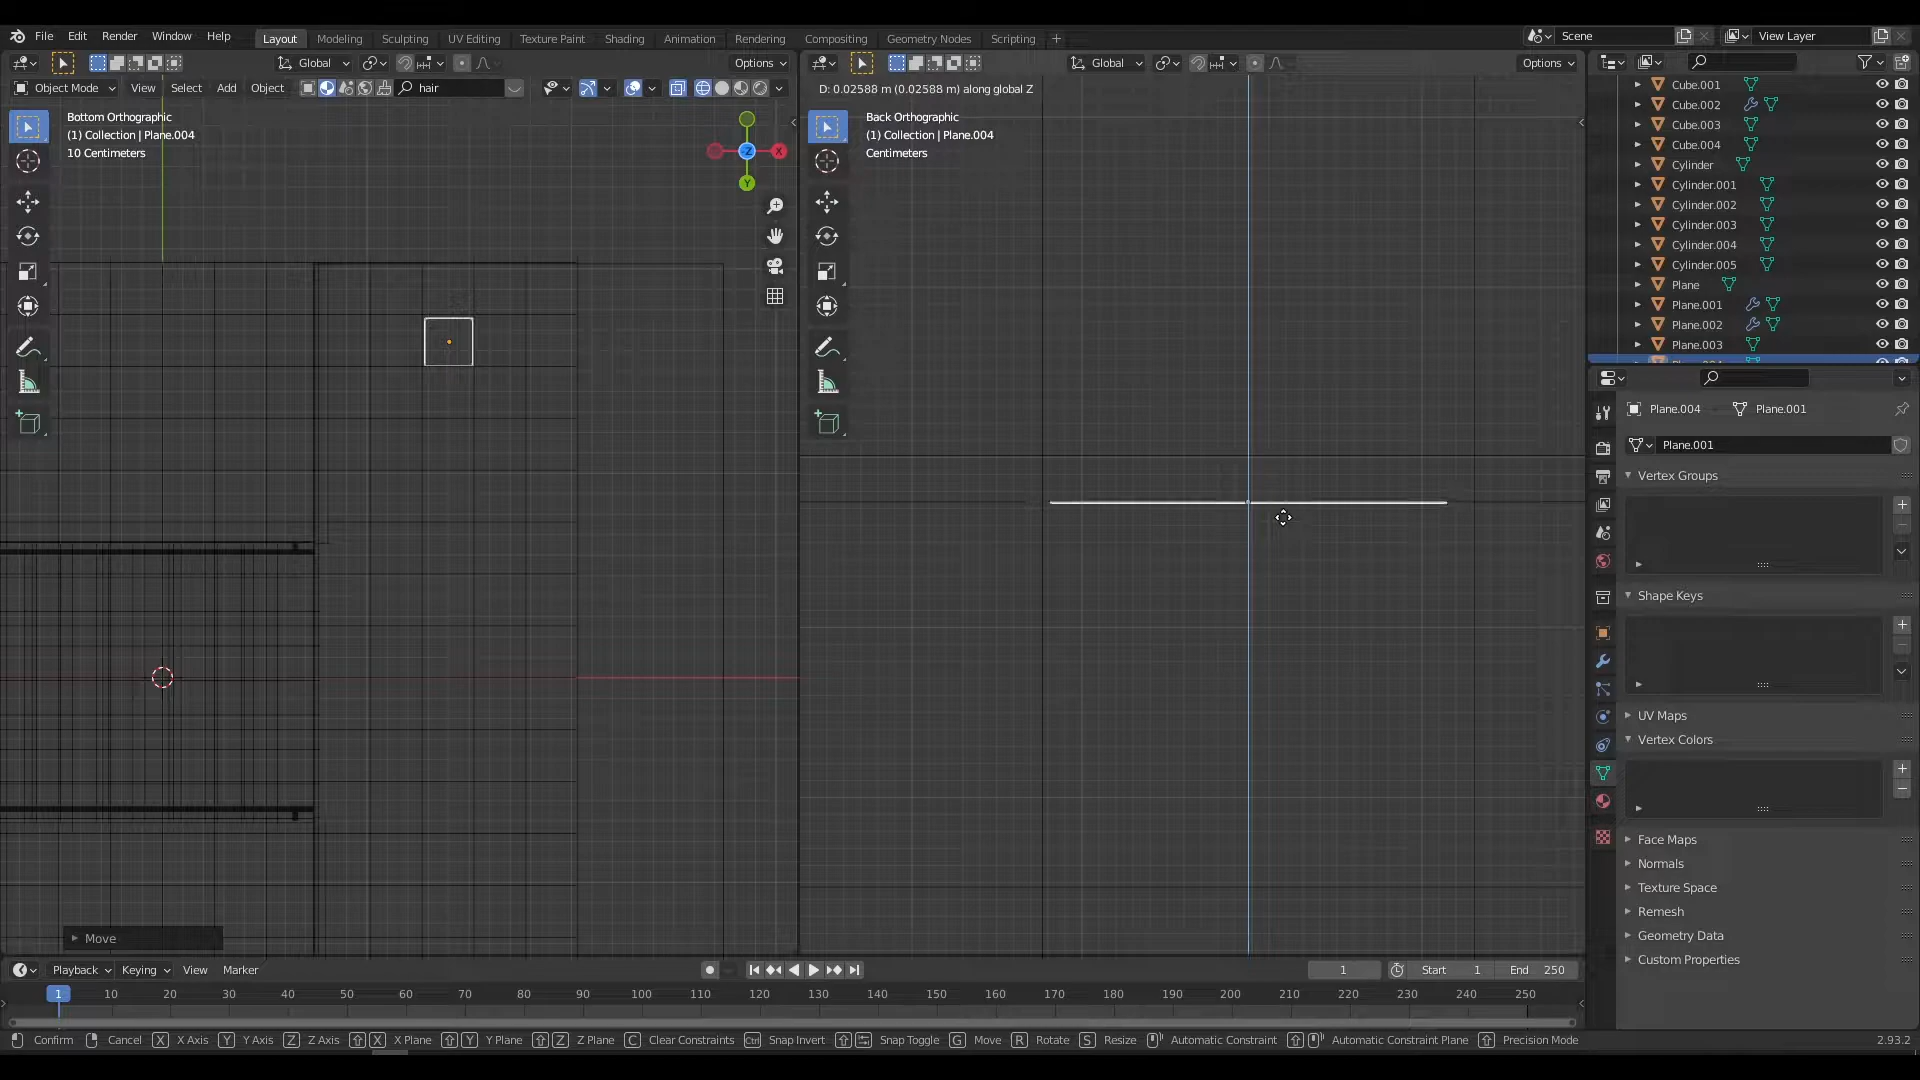 File Edit Render Window Help Layout Modeling Sculpting UV Editing Texture Paint Shading Animation Rendering Compositing Geometry Nodes Scripting + Scene View Layer
Global Options Global Options
Object Mode View Select Add Object hair
D: 0.02588 m (0.02588 m) along global Z
Bottom Orthographic
(1) Collection | Plane.004
10 Centimeters
X
Y
Z
Back Orthographic
(1) Collection | Plane.004
Centimeters
Move
Cube.001
Cube.002
Cube.003
Cube.004
Cylinder
Cylinder.001
Cylinder.002
Cylinder.003
Cylinder.004
Cylinder.005
Plane
Plane.001
Plane.002
Plane.003
Plane.004 Plane.001
Plane.001
Vertex Groups
Shape Keys
UV Maps
Vertex Colors
Face Maps
Normals
Texture Space
Remesh
Geometry Data
Custom Properties
Playback Keying View Marker 1 Start 1 End 250
1 10 20 30 40 50 60 70 80 90 100 110 120 130 140 150 160 170 180 190 200 210 220 230 240 250
Confirm Cancel X X Axis Y Y Axis Z Z Axis X X Plane Y Y Plane Z Z Plane C Clear Constraints Ctrl Snap Invert Snap Toggle G Move R Rotate S Resize Automatic Constraint Automatic Constraint Plane Precision Mode 2.93.2